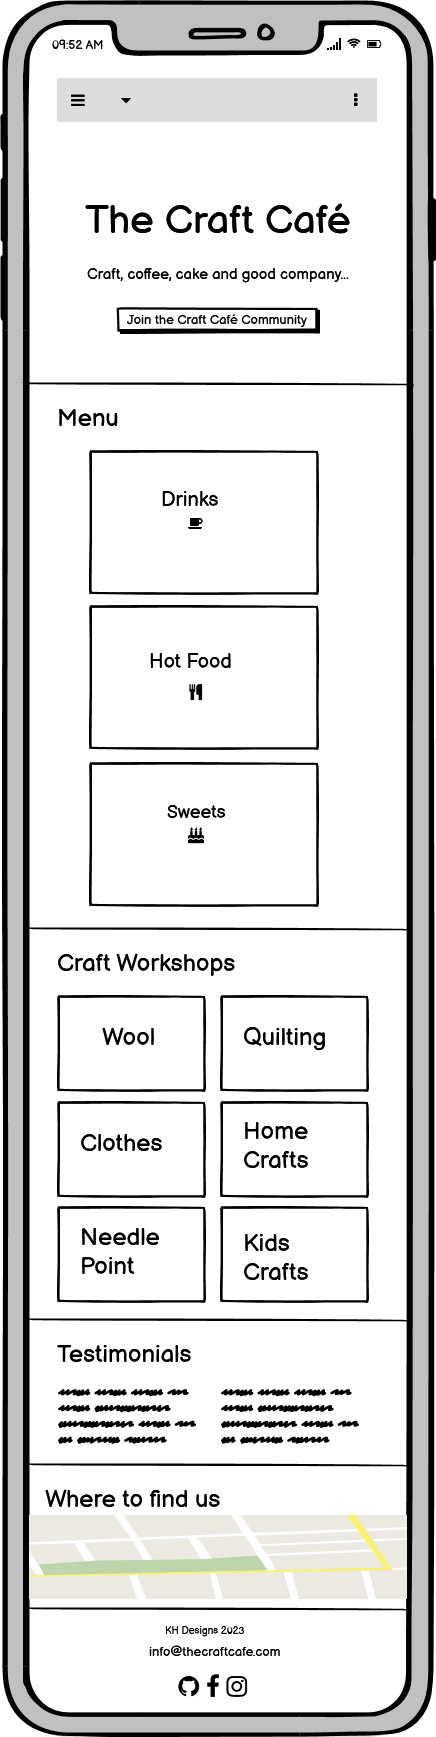 09:52 AM
The Craft Café
Craft, coffee, cake and good company...
Join the Craft Café Community
Menu
Drinks
Hot Food
Sweets
Craft Workshops
Wool
Quilting
Clothes
Home
Crafts
Needle
Point
Kids
Crafts
Testimonials
Where to find us
KH Designs 2023
info@thecraftcafe.com